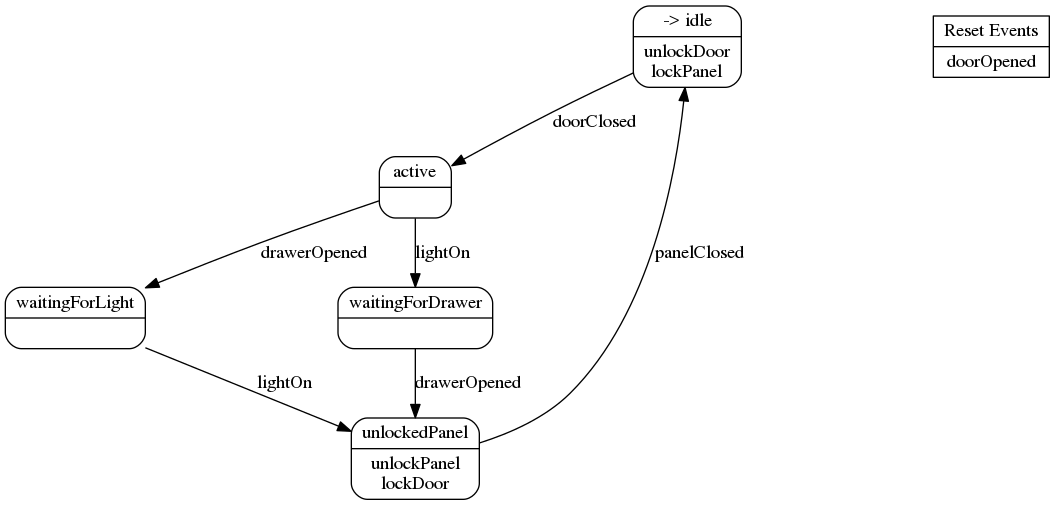 -> idle
unlockDoor
lockPanel
Reset Events
doorOpened
doorClosed
active
drawerOpened
lightOn
panelClosed
waitingForLight
waitingForDrawer
lightOn
drawerOpened
unlockedPanel
unlockPanel
lockDoor